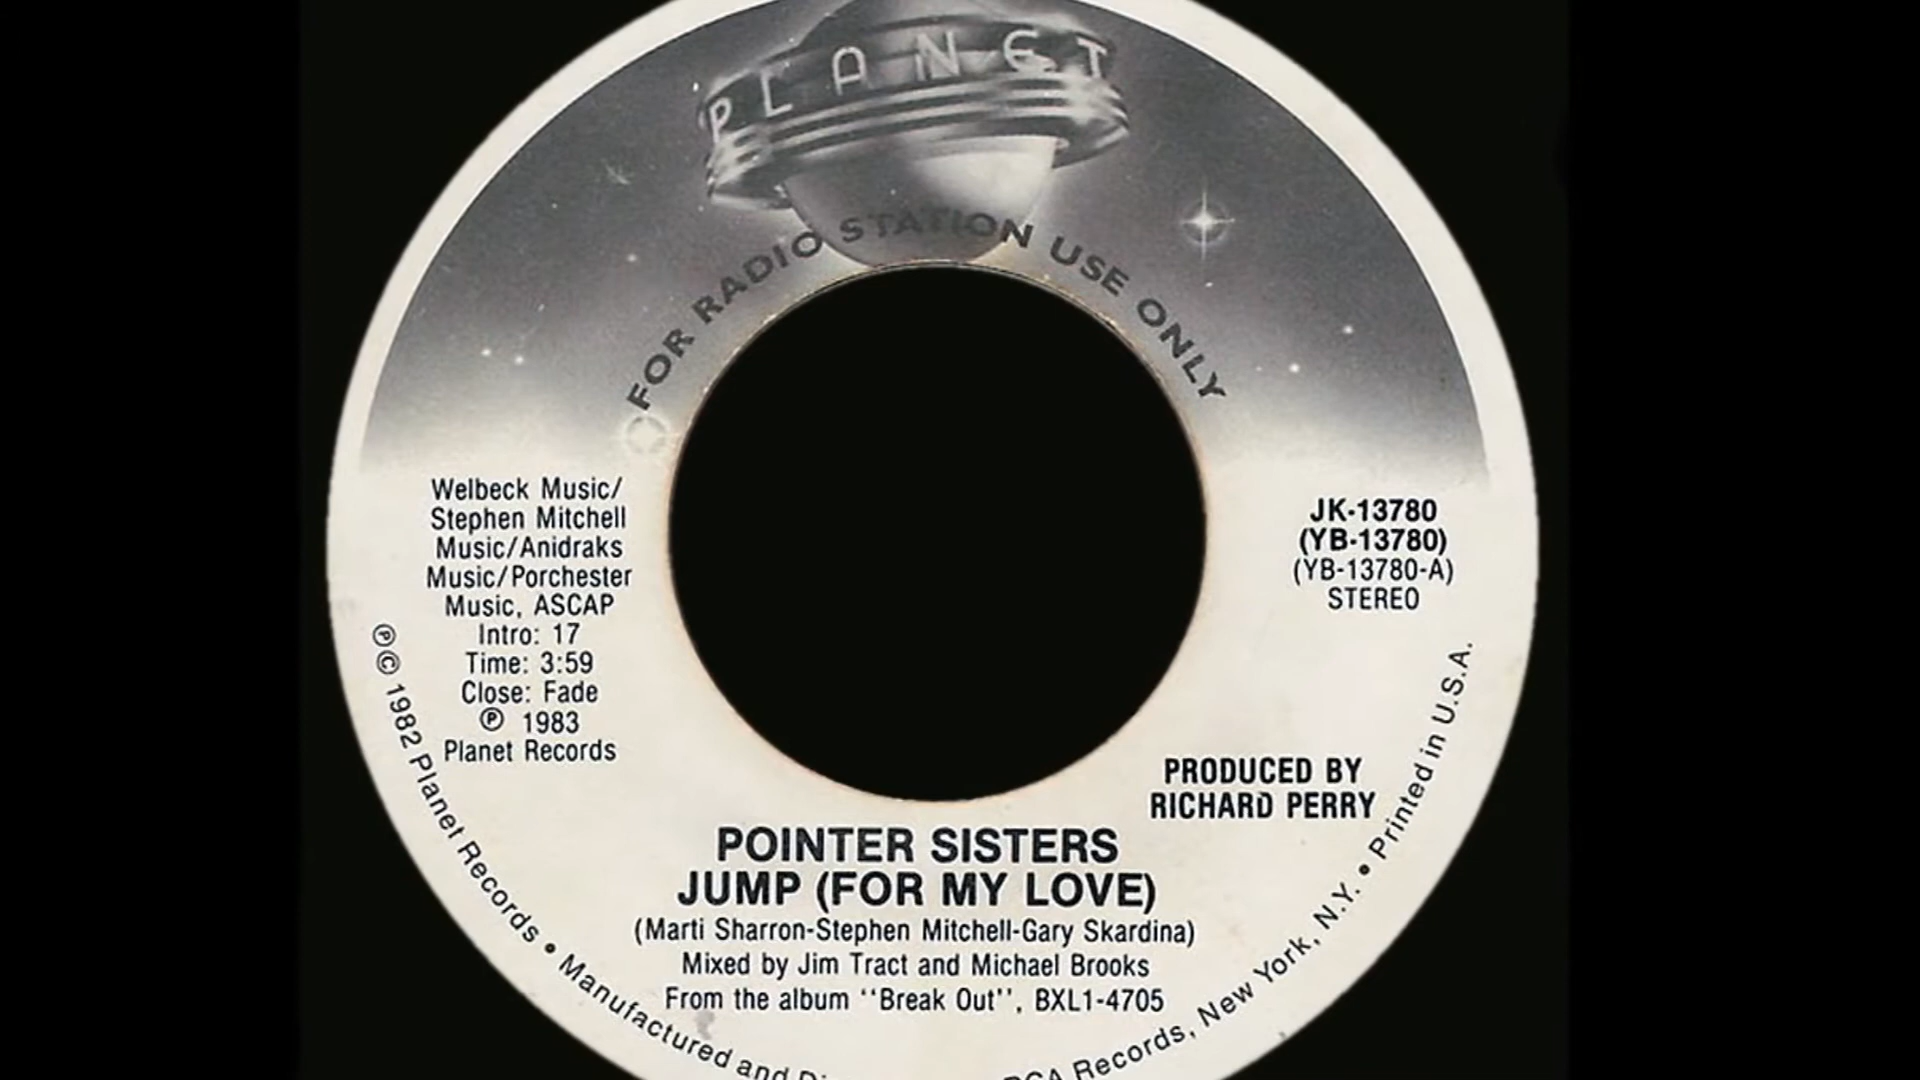 PLANET
FOR RADIO STATION USE ONLY
Welbeck Music/
Stephen Mitchell
Music/Anidraks
Music/Porchester
Music, ASCAP
Intro: 17
Time: 3:59
Close: Fade
Ⓟ 1983
Planet Records
JK-13780
(YB-13780)
(YB-13780-A)
STEREO
PRODUCED BY
RICHARD PERRY
POINTER SISTERS
JUMP (FOR MY LOVE)
(Marti Sharron-Stephen Mitchell-Gary Skardina)
Mixed by Jim Tract and Michael Brooks
From the album ‘‘Break Out’’, BXL1-4705
Ⓟ © 1982 Planet Records • Manufactured and Records, New York, N.Y. • Printed in U.S.A.